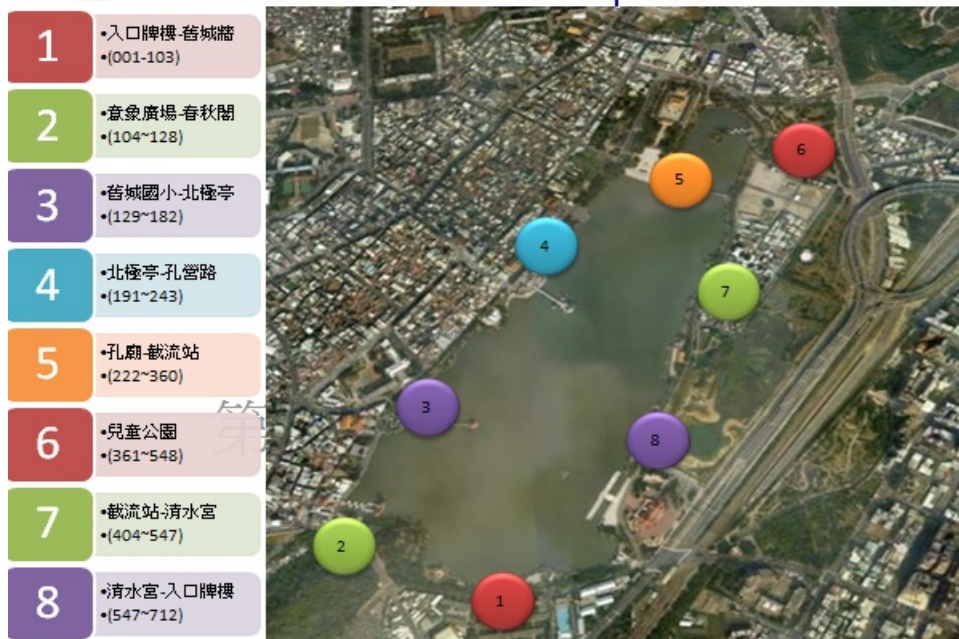 1
•入口牌樓-舊城牆
•(001-103)
2
•意象廣場-春秋閣
•(104~128)
3
•舊城國小-北極亭
•(129~182)
4
•北極亭-孔營路
•(191~243)
5
•孔廟-截流站
•(222~360)
第
6
•兒童公園
•(361~548)
7
•截流站-清水宮
•(404~547)
8
•清水宮-入口牌樓
•(547~712)
6
5
4
7
3
8
2
1